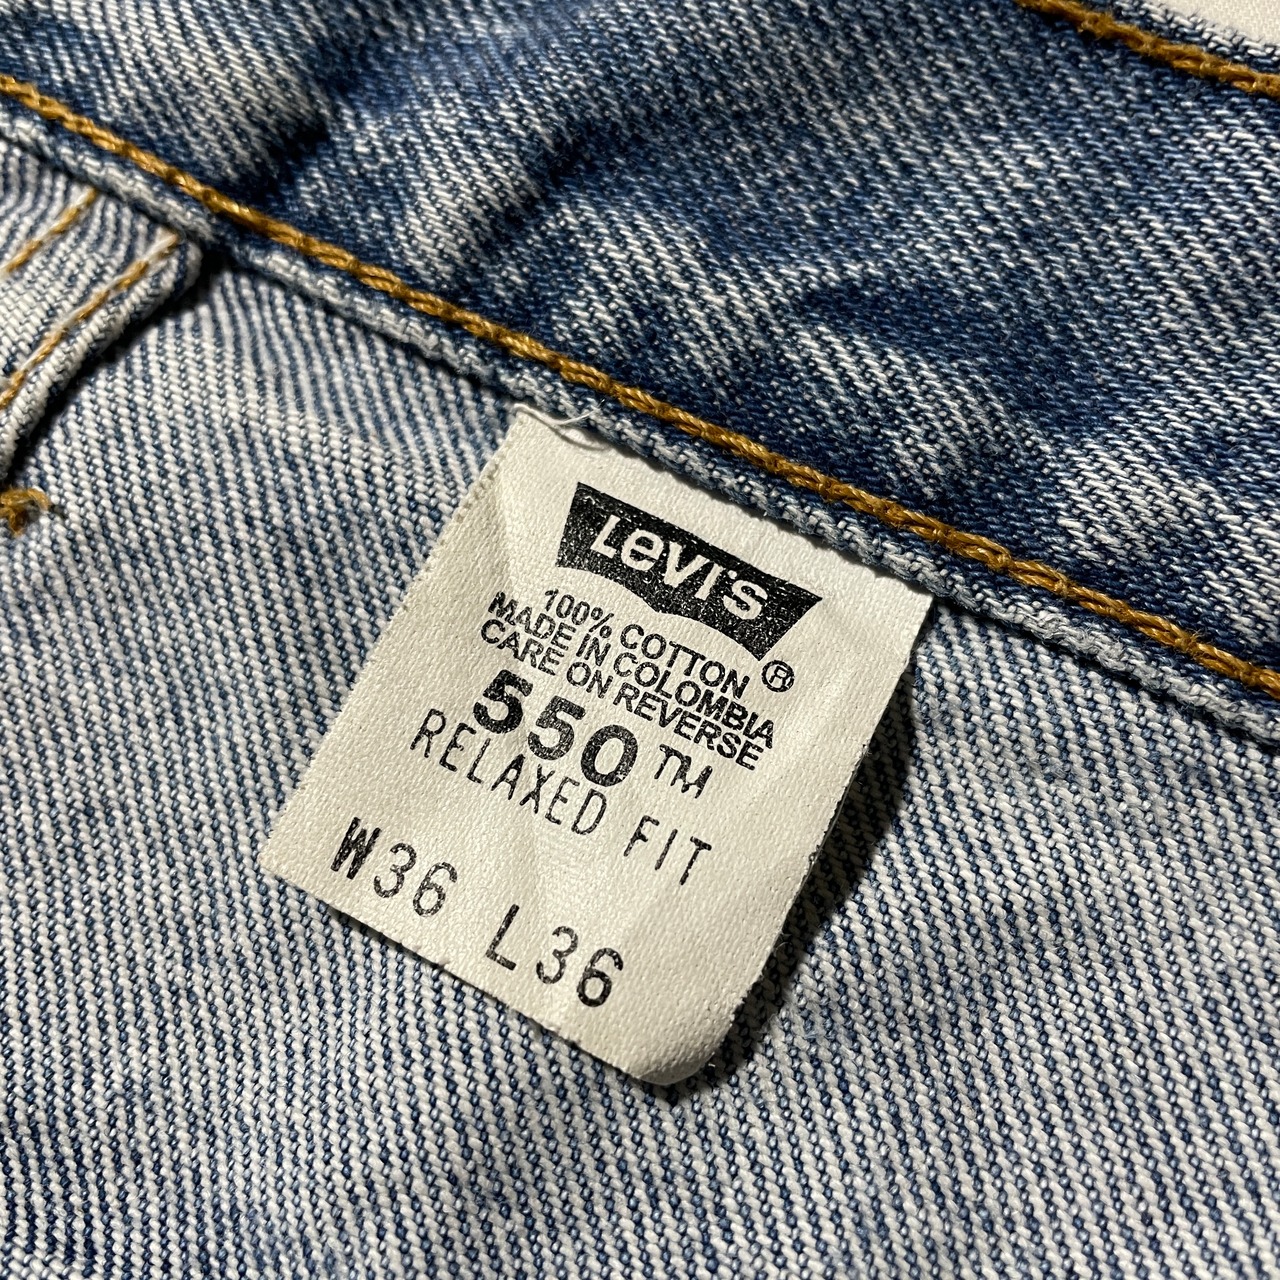 Levi's
®
100% COTTON
MADE IN COLOMBIA
CARE ON REVERSE
550™
RELAXED FIT
W36 L36